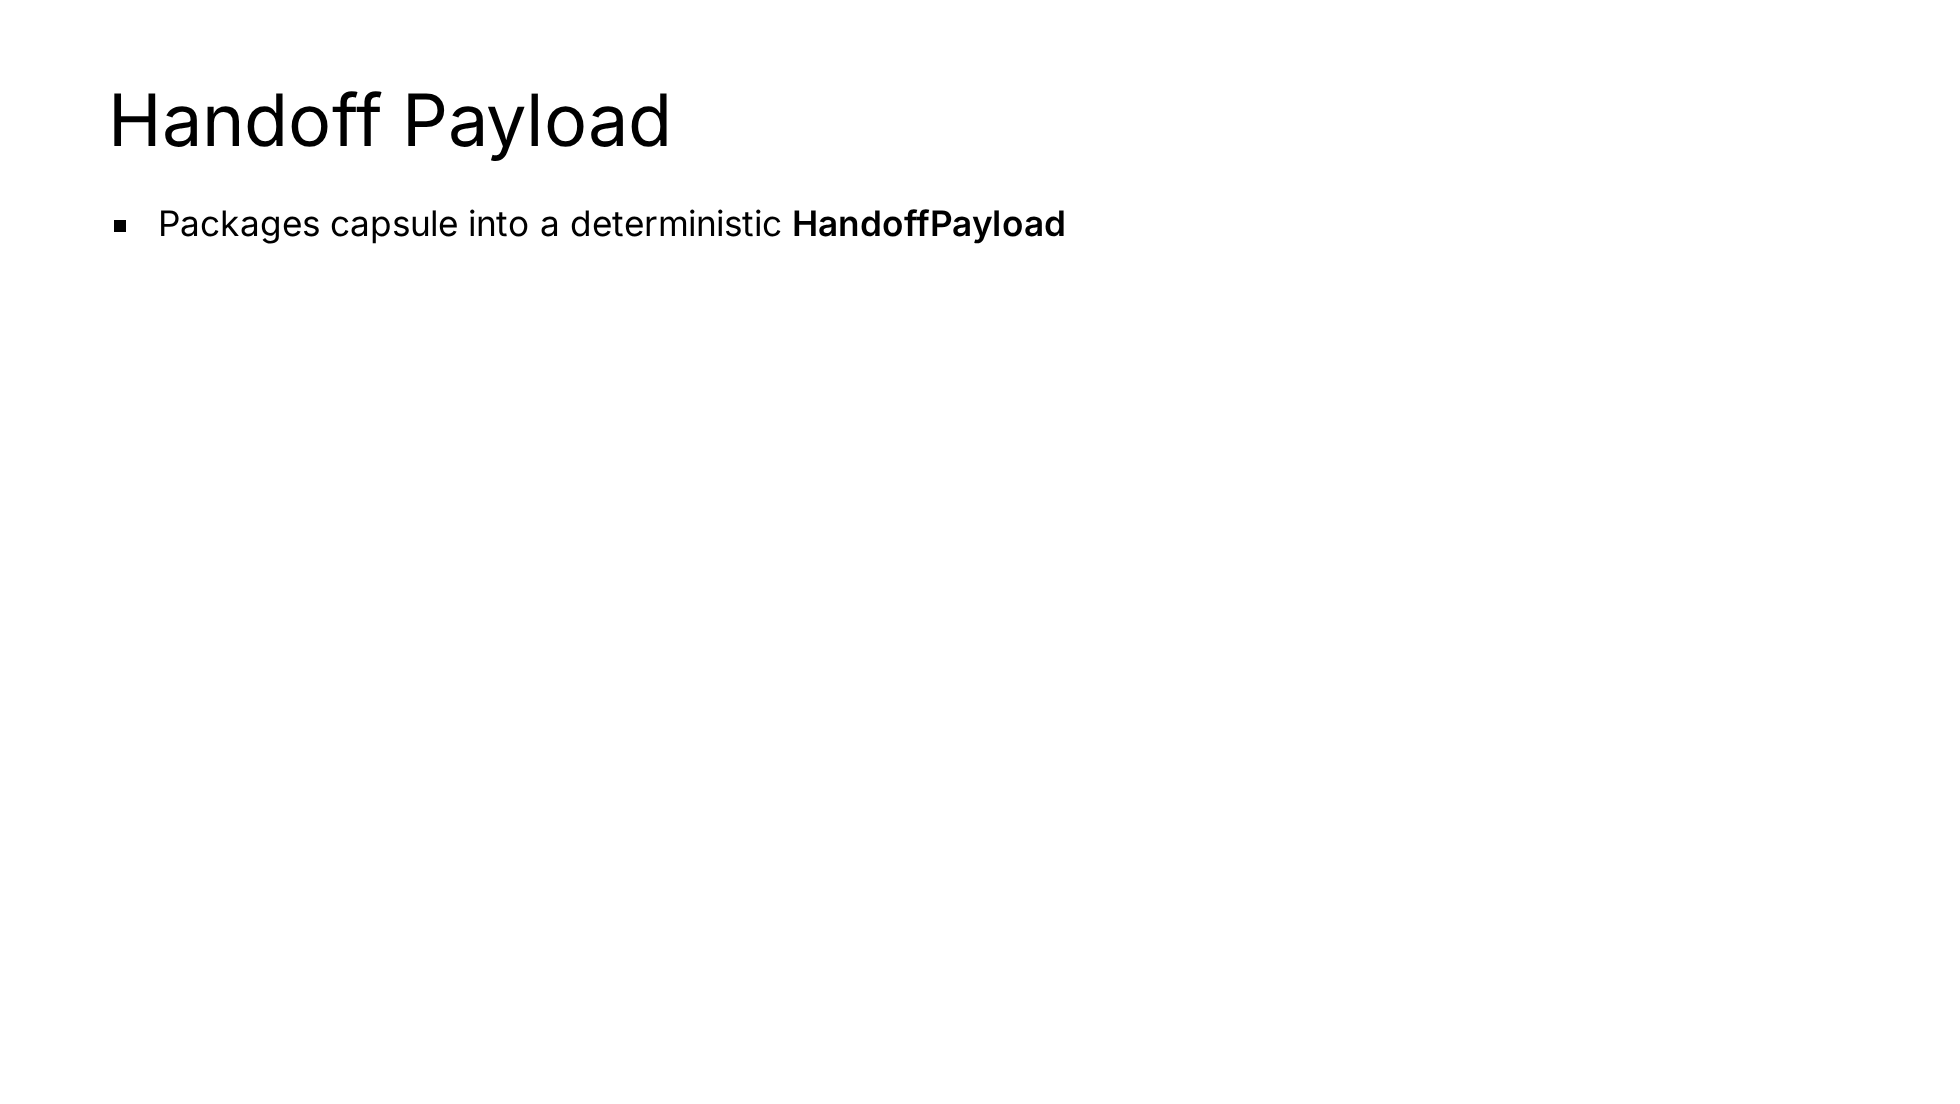 Handoff Payload
▪ Packages capsule into a deterministic HandoffPayload